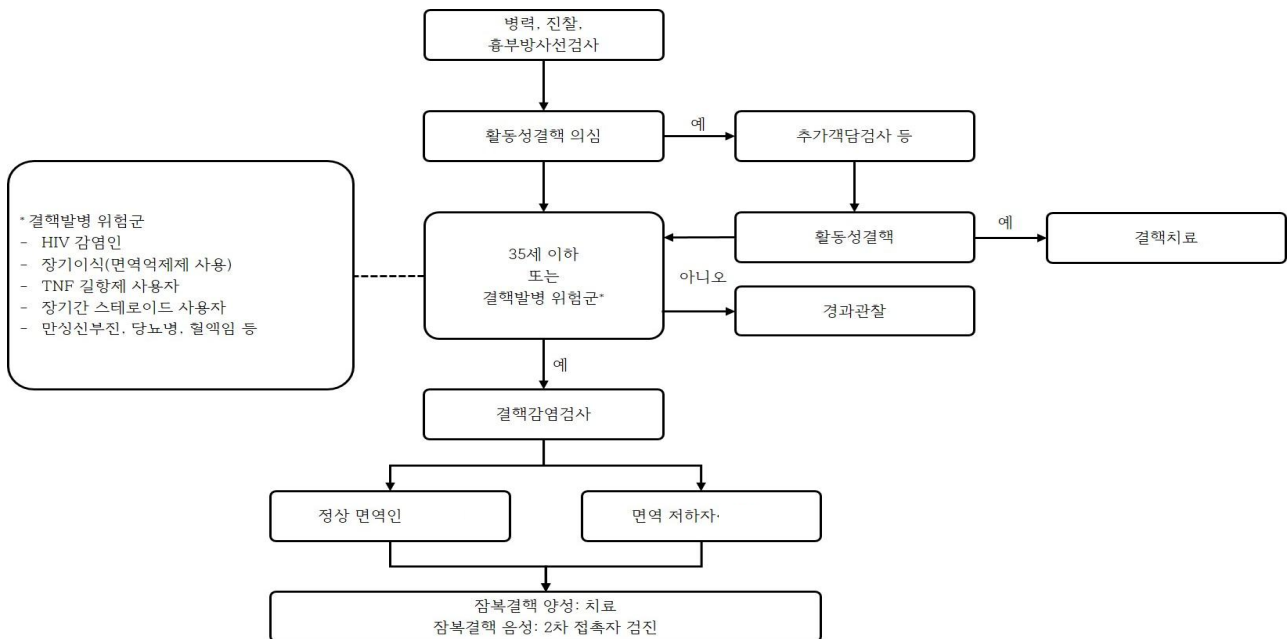 병력, 진찰,
흉부방사선검사
활동성결핵 의심
예
추가객담검사 등
* 결핵발병 위험군
- HIV 감염인
- 장기이식(면역억제제 사용)
- TNF 길항제 사용자
- 장기간 스테로이드 사용자
- 만성신부전, 당뇨병, 혈액암 등
35세 이하
또는
결핵발병 위험군*
활동성결핵
예
결핵치료
아니오
경과관찰
예
결핵감염검사
정상 면역인
면역 저하자·
잠복결핵 양성: 치료
잠복결핵 음성: 2차 접촉자 검진